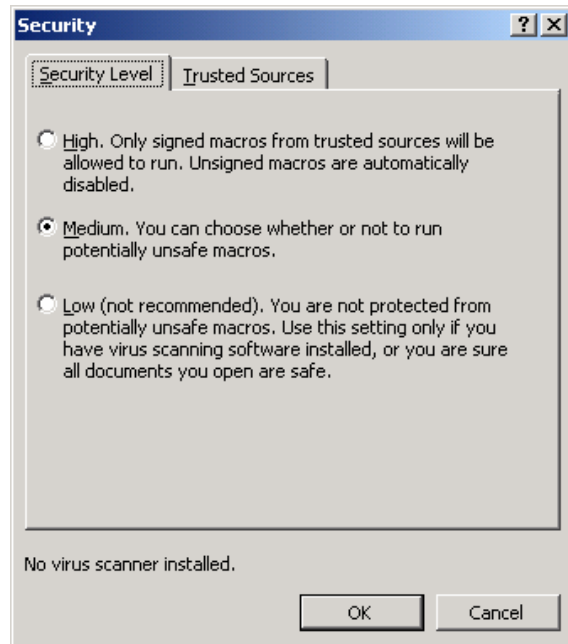 Security
Security Level
Trusted Sources
High. Only signed macros from trusted sources will be
allowed to run. Unsigned macros are automatically
disabled.
Medium. You can choose whether or not to run
potentially unsafe macros.
Low (not recommended). You are not protected from
potentially unsafe macros. Use this setting only if you
have virus scanning software installed, or you are sure
all documents you open are safe.
No virus scanner installed.
OK
Cancel